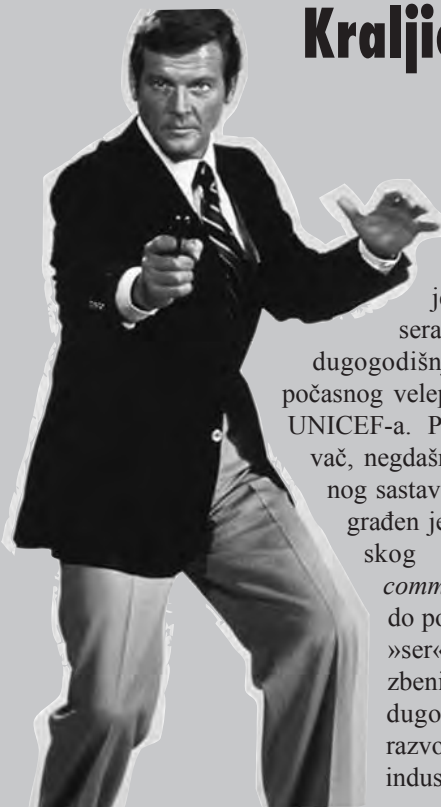 Kraljic
je
sera
dugogodišnj
počasnog velep
UNICEF-a. P
vač, negdašn
nog sastav
građen je
skog
comm
do po
»ser«
zbeni
dugo
razvo
indus